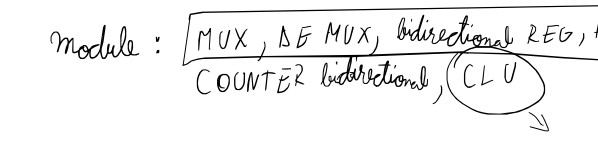 Module : MUX, DE MUX, bidirectional REG,
COUNTER bidirectional, CLU